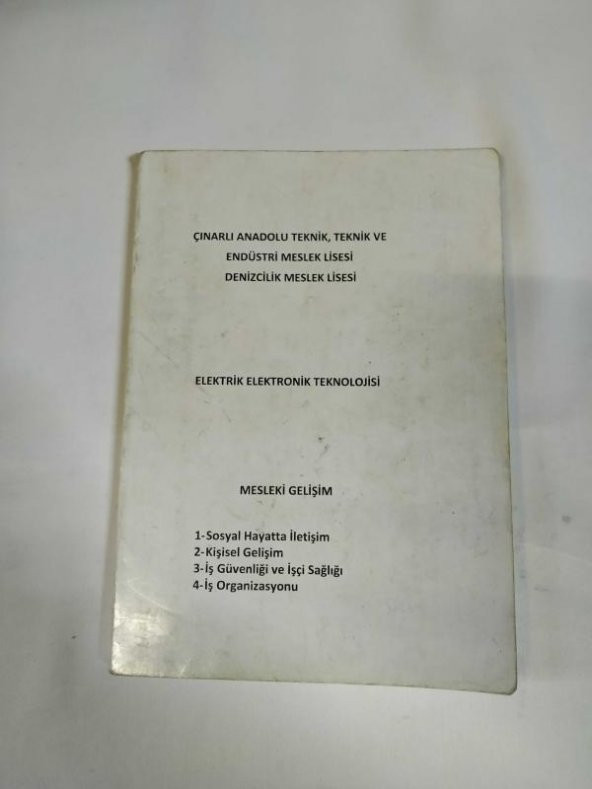 ÇINARLI ANADOLU TEKNİK, TEKNİK VE
ENDÜSTRİ MESLEK LİSESİ
DENİZCİLİK MESLEK LİSESİ
ELEKTRİK ELEKTRONİK TEKNOLOJİSİ
MESLEKİ GELİŞİM
1-Sosyal Hayatta İletişim
2-Kişisel Gelişim
3-İş Güvenliği ve İşçi Sağlığı
4-İş Organizasyonu